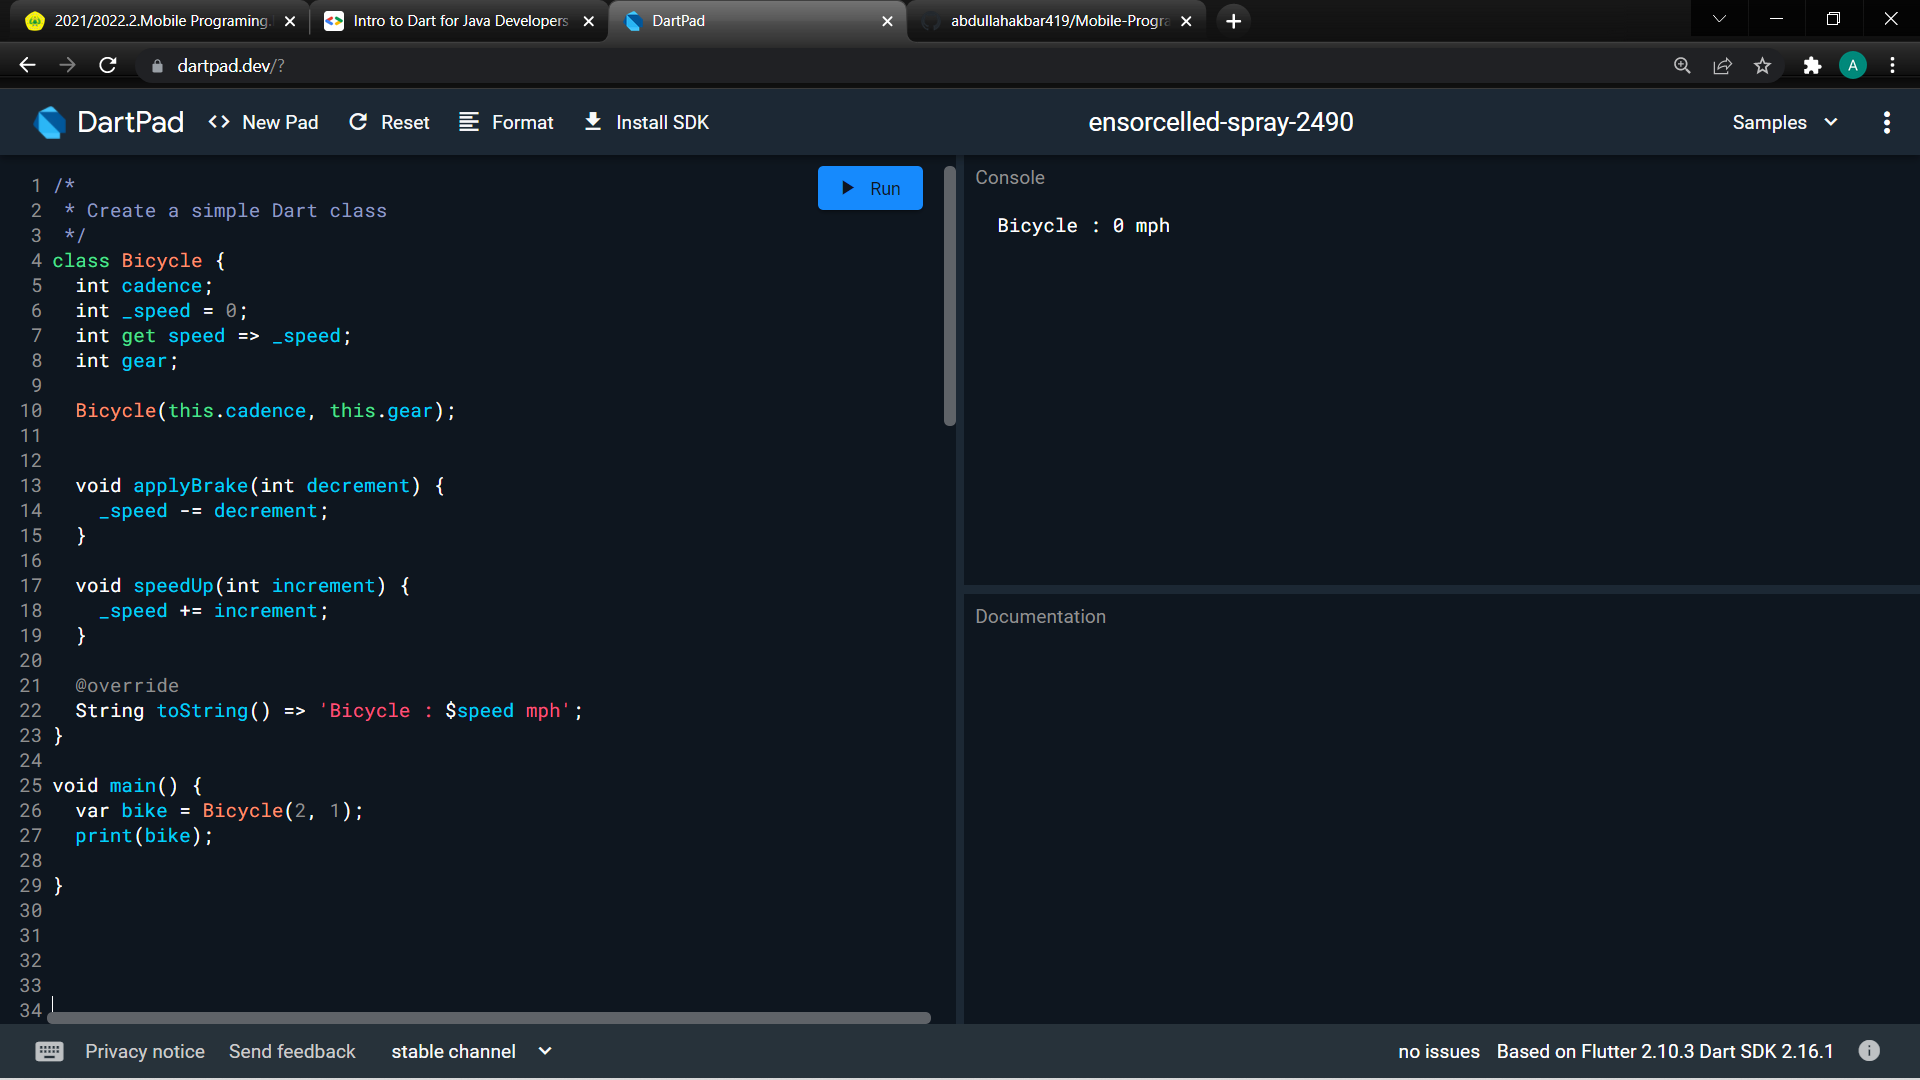 2021/2022.2.Mobile Programing.
Intro to Dart for Java Developers
DartPad
abdullahakbar419/Mobile-Progra
dartpad.dev/?
A
DartPad
<> New Pad
Reset
Format
Install SDK
ensorcelled-spray-2490
Samples
Run
1 /*
2  * Create a simple Dart class
3  */
4 class Bicycle {
5   int cadence;
6   int _speed = 0;
7   int get speed => _speed;
8   int gear;
9
10   Bicycle(this.cadence, this.gear);
11
12
13   void applyBrake(int decrement) {
14     _speed -= decrement;
15   }
16
17   void speedUp(int increment) {
18     _speed += increment;
19   }
20
21   @override
22   String toString() => 'Bicycle : $speed mph';
23 }
24
25 void main() {
26   var bike = Bicycle(2, 1);
27   print(bike);
28
29 }
30
31
32
33
34
Console
Bicycle : 0 mph
Documentation
Privacy notice
Send feedback
stable channel
no issues
Based on Flutter 2.10.3 Dart SDK 2.16.1